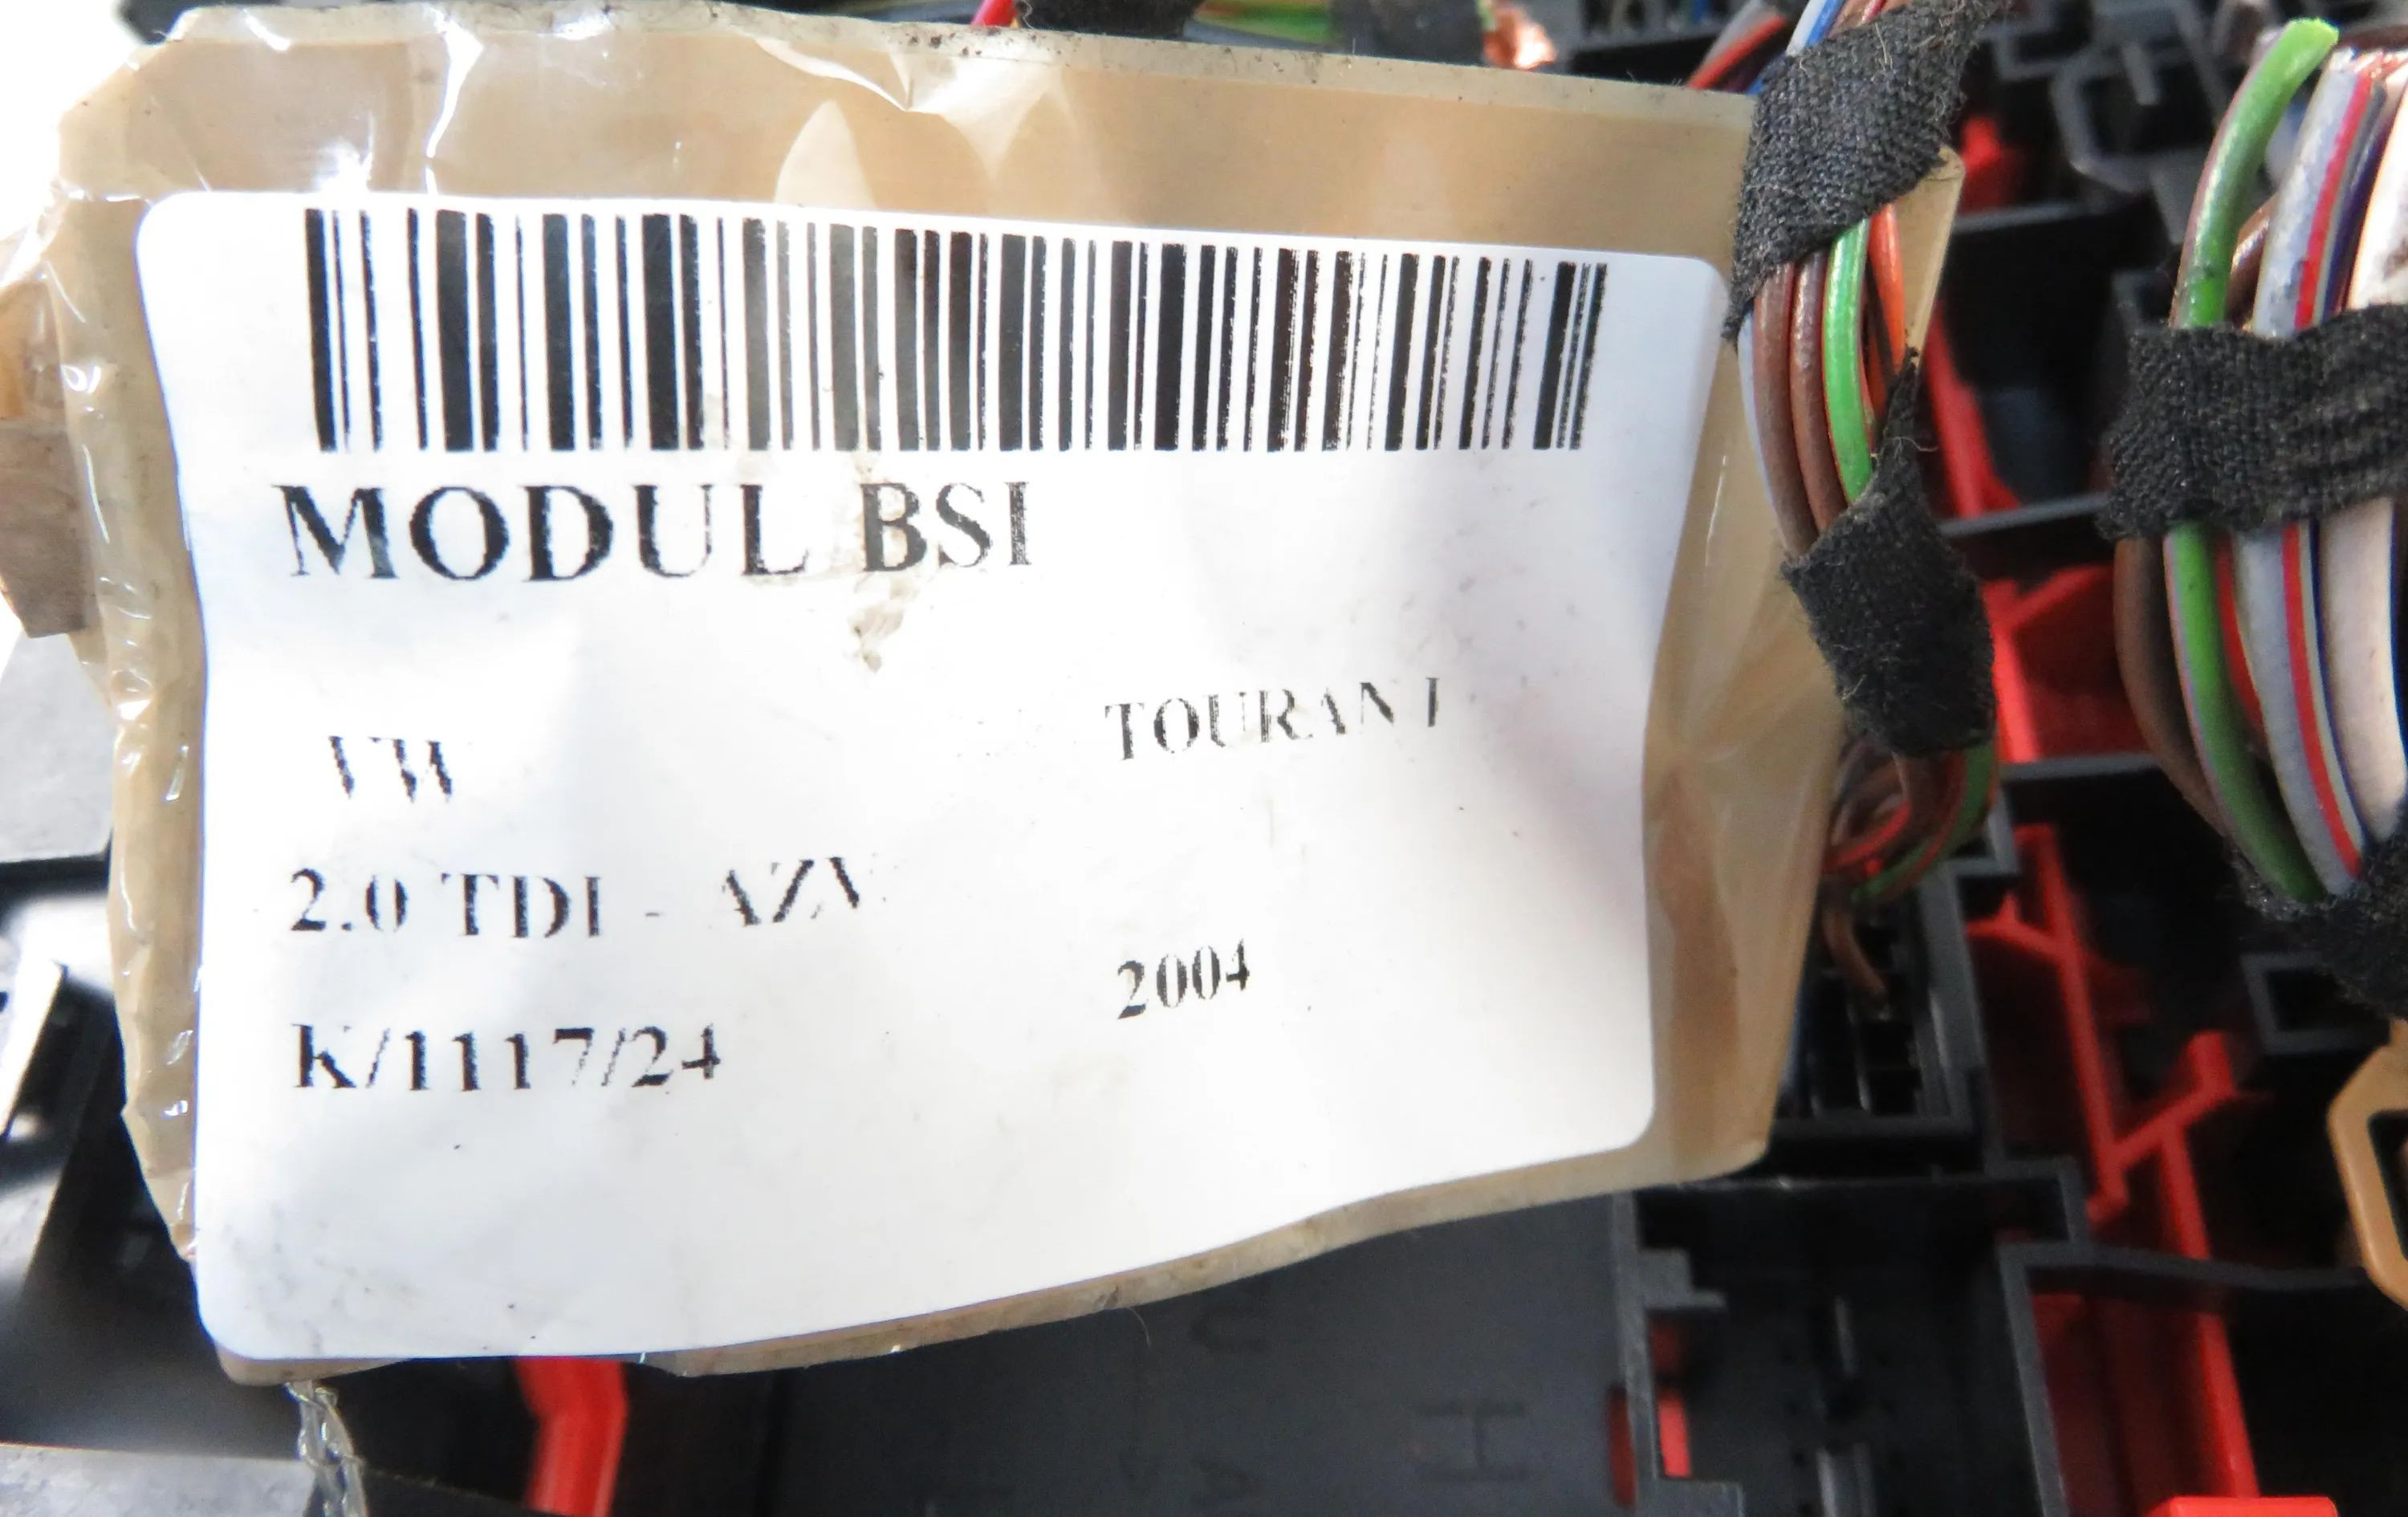 MODUL BSI
VW
TOURAN I
2.0 TDI - AZV
2004
K/1117/24
H